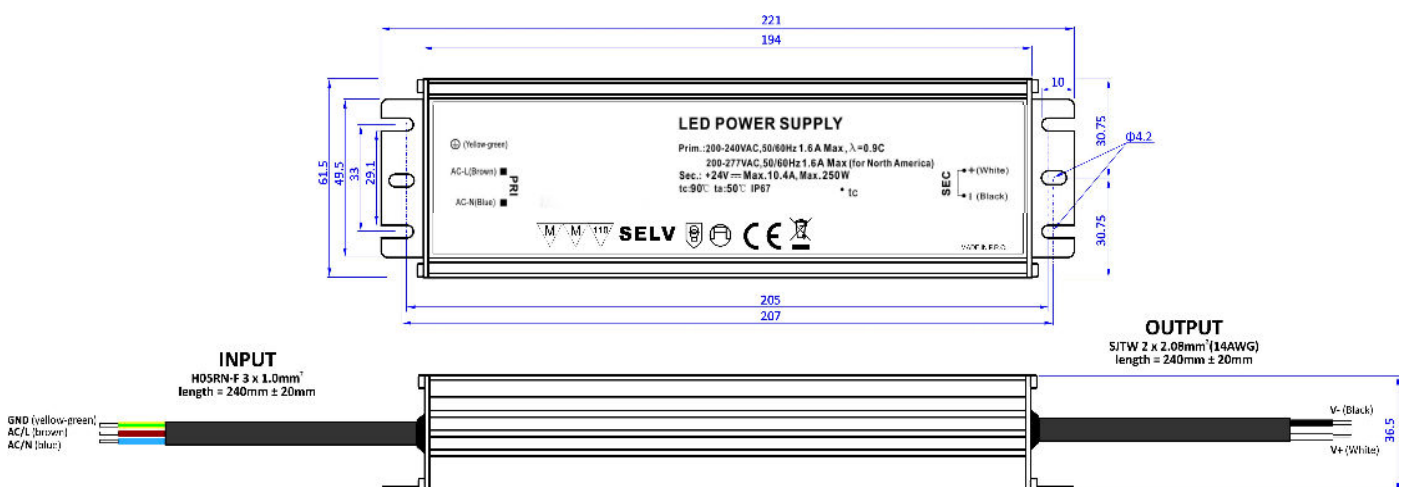 221
194
10
61.5
49.5
33
29.1
30.75
30.75
Φ4.2
LED POWER SUPPLY
Prim.:200-240VAC,50/60Hz 1.6A Max, λ=0.9C
200-277VAC,50/60Hz 1.6A Max (for North America)
Sec.: +24V⎓Max.10.4A, Max.250W
tc:90℃ ta:50℃ IP67
tc
(Yellow-green)
AC-L(Brown)
AC-N(Blue)
PRI
SEC
+(White)
(Black)
M M 110 SELV CE
MADE IN
205
207
INPUT
H05RN-F 3 x 1.0mm²
length = 240mm ± 20mm
OUTPUT
SJTW 2 x 2.08mm²(14AWG)
length = 240mm ± 20mm
GND (yellow-green)
AC/L (brown)
AC/N (blue)
V- (Black)
V+ (White)
36.5